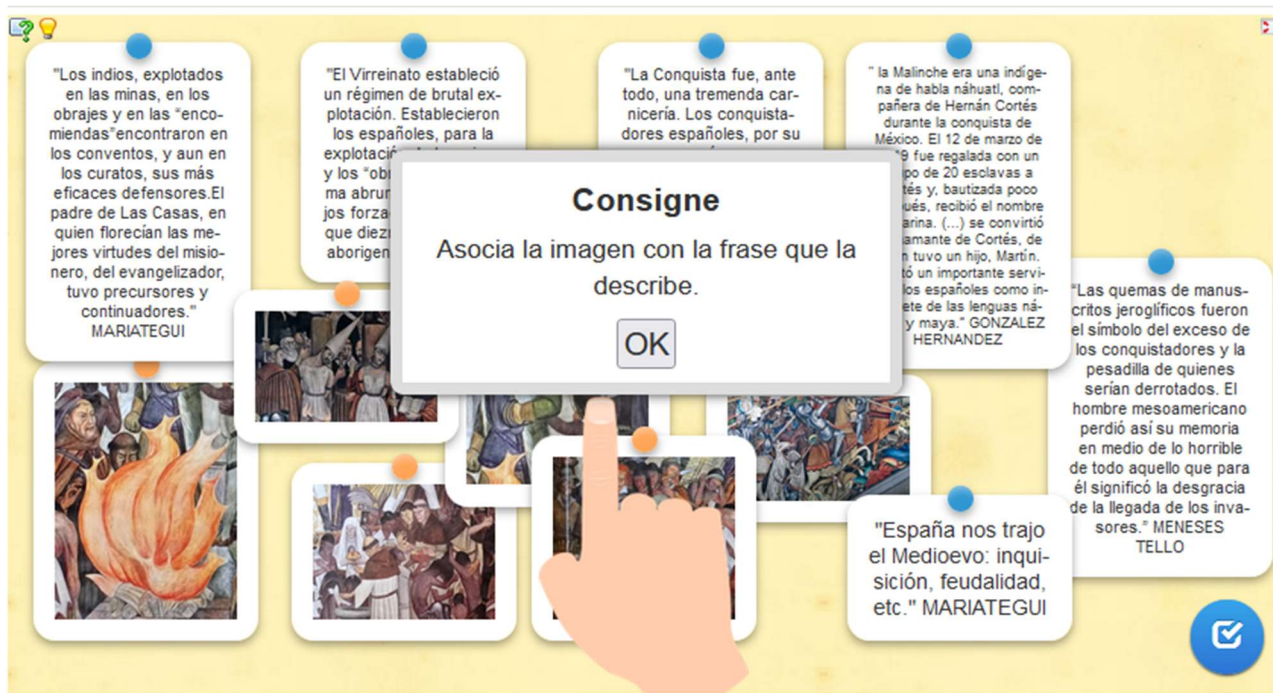 "Los indios, explotados
en las minas, en los
obrajes y en las “enco-
miendas”encontraron en
los conventos, y aun en
los curatos, sus más
eficaces defensores.El
padre de Las Casas, en
quien florecían las me-
jores virtudes del misio-
nero, del evangelizador,
tuvo precursores y
continuadores."
MARIATEGUI
"El Virreinato estableció
un régimen de brutal ex-
plotación. Establecieron
los españoles, para la
y los
jos
que
"La Conquista fue, ante
todo, una tremenda car-
nicería. Los conquista-
dores españoles, por su
" la Malinche era una indíge-
na de habla náhuatl, com-
pañera de Hernán Cortés
durante la conquista de
México. El 12 de marzo de
fue regalada con un
de 20 esclavas a
y, bautizada poco
recibió el nombre
(...) se convirtió
amante de Cortés, de
tuvo un hijo, Martín.
un importante servi-
los españoles como in-
de las lenguas ná-
y maya.” GONZALEZ
HERNANDEZ
Consigne
Asocia la imagen con la frase que la
describe.
OK
“Las quemas de manus-
critos jeroglíficos fueron
el símbolo del exceso de
los conquistadores y la
pesadilla de quienes
serían derrotados. El
hombre mesoamericano
perdió así su memoria
en medio de lo horrible
de todo aquello que para
él significó la desgracia
de la llegada de los inva-
sores.” MENESES
TELLO
"España nos trajo
el Medioevo: inqui-
sición, feudalidad,
etc." MARIATEGUI